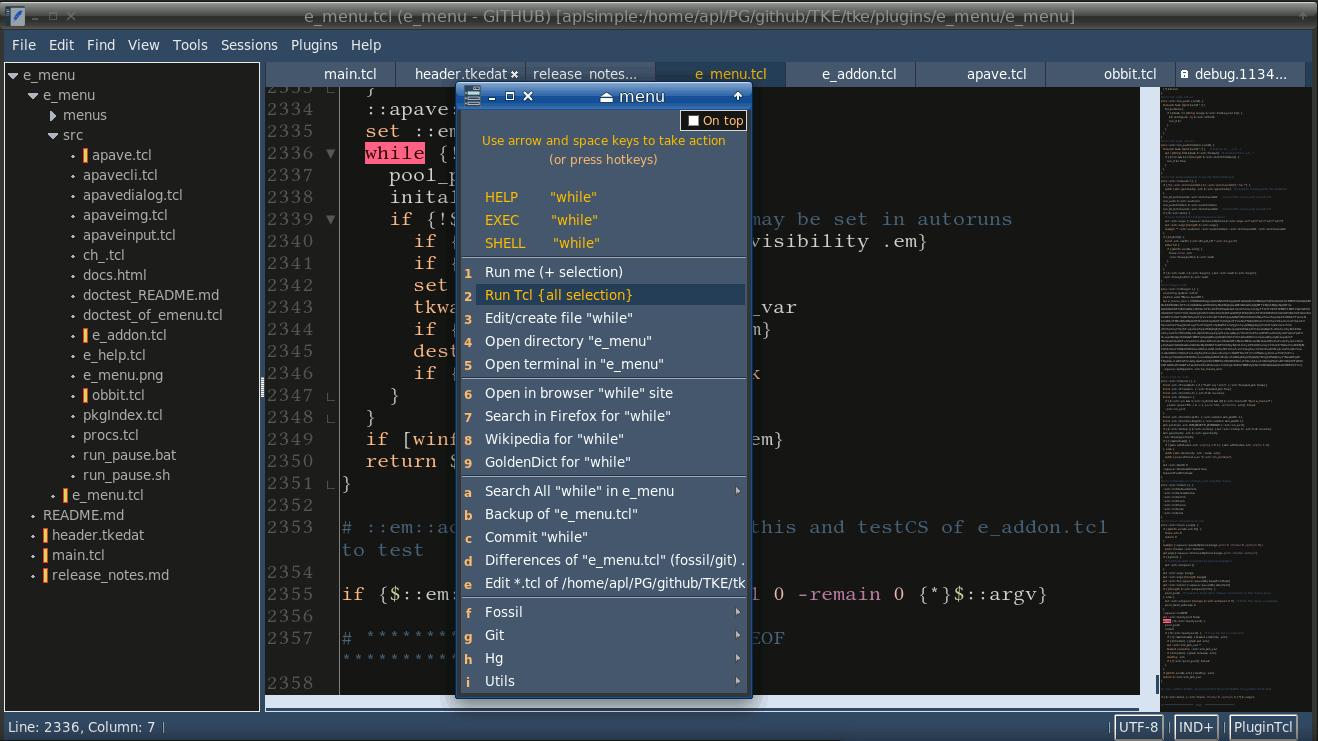 e_menu.tcl (e_menu - GITHUB) [aplsimple:/home/apl/PG/github/TKE/tke/plugins/e_menu/e_menu]
File Edit Find View Tools Sessions Plugins Help
e_menu
e_menu
menus
src
apave.tcl
apavecli.tcl
apavedialog.tcl
apaveimg.tcl
apaveinput.tcl
ch_.tcl
docs.html
doctest_README.md
doctest_of_emenu.tcl
e_addon.tcl
e_help.tcl
e_menu.png
obbit.tcl
pkgIndex.tcl
procs.tcl
run_pause.bat
run_pause.sh
e_menu.tcl
README.md
header.tkedat
main.tcl
release_notes.md
main.tcl header.tkedat release_notes... e_menu.tcl e_addon.tcl apave.tcl obbit.tcl debug.1134...
2333 }
2334 ::apave:
2335 set ::em
2336 while {!
2337 pool_p
2338 inital
2339 if {!$ may be set in autoruns
2340 if { visibility .em}
2341 if {
2342 set
2343 tkwa _var
2344 if { m}
2345 dest
2346 if { k
2347 }
2348 }
2349 if [winf em}
2350 return $
2351 }
2352
2353 # ::em::ad this and testCS of e_addon.tcl
to test
2354
2355 if {$::em: 1 0 -remain 0 {*}$::argv}
2356
2357 # ********** EOF
**********
2358
menu
On top
Use arrow and space keys to take action
(or press hotkeys)
HELP "while"
EXEC "while"
SHELL "while"
1 Run me (+ selection)
2 Run Tcl {all selection}
3 Edit/create file "while"
4 Open directory "e_menu"
5 Open terminal in "e_menu"
6 Open in browser "while" site
7 Search in Firefox for "while"
8 Wikipedia for "while"
9 GoldenDict for "while"
a Search All "while" in e_menu
b Backup of "e_menu.tcl"
c Commit "while"
d Differences of "e_menu.tcl" (fossil/git) .
e Edit *.tcl of /home/apl/PG/github/TKE/tk
f Fossil
g Git
h Hg
i Utils
Line: 2336, Column: 7
UTF-8 IND+ PluginTcl